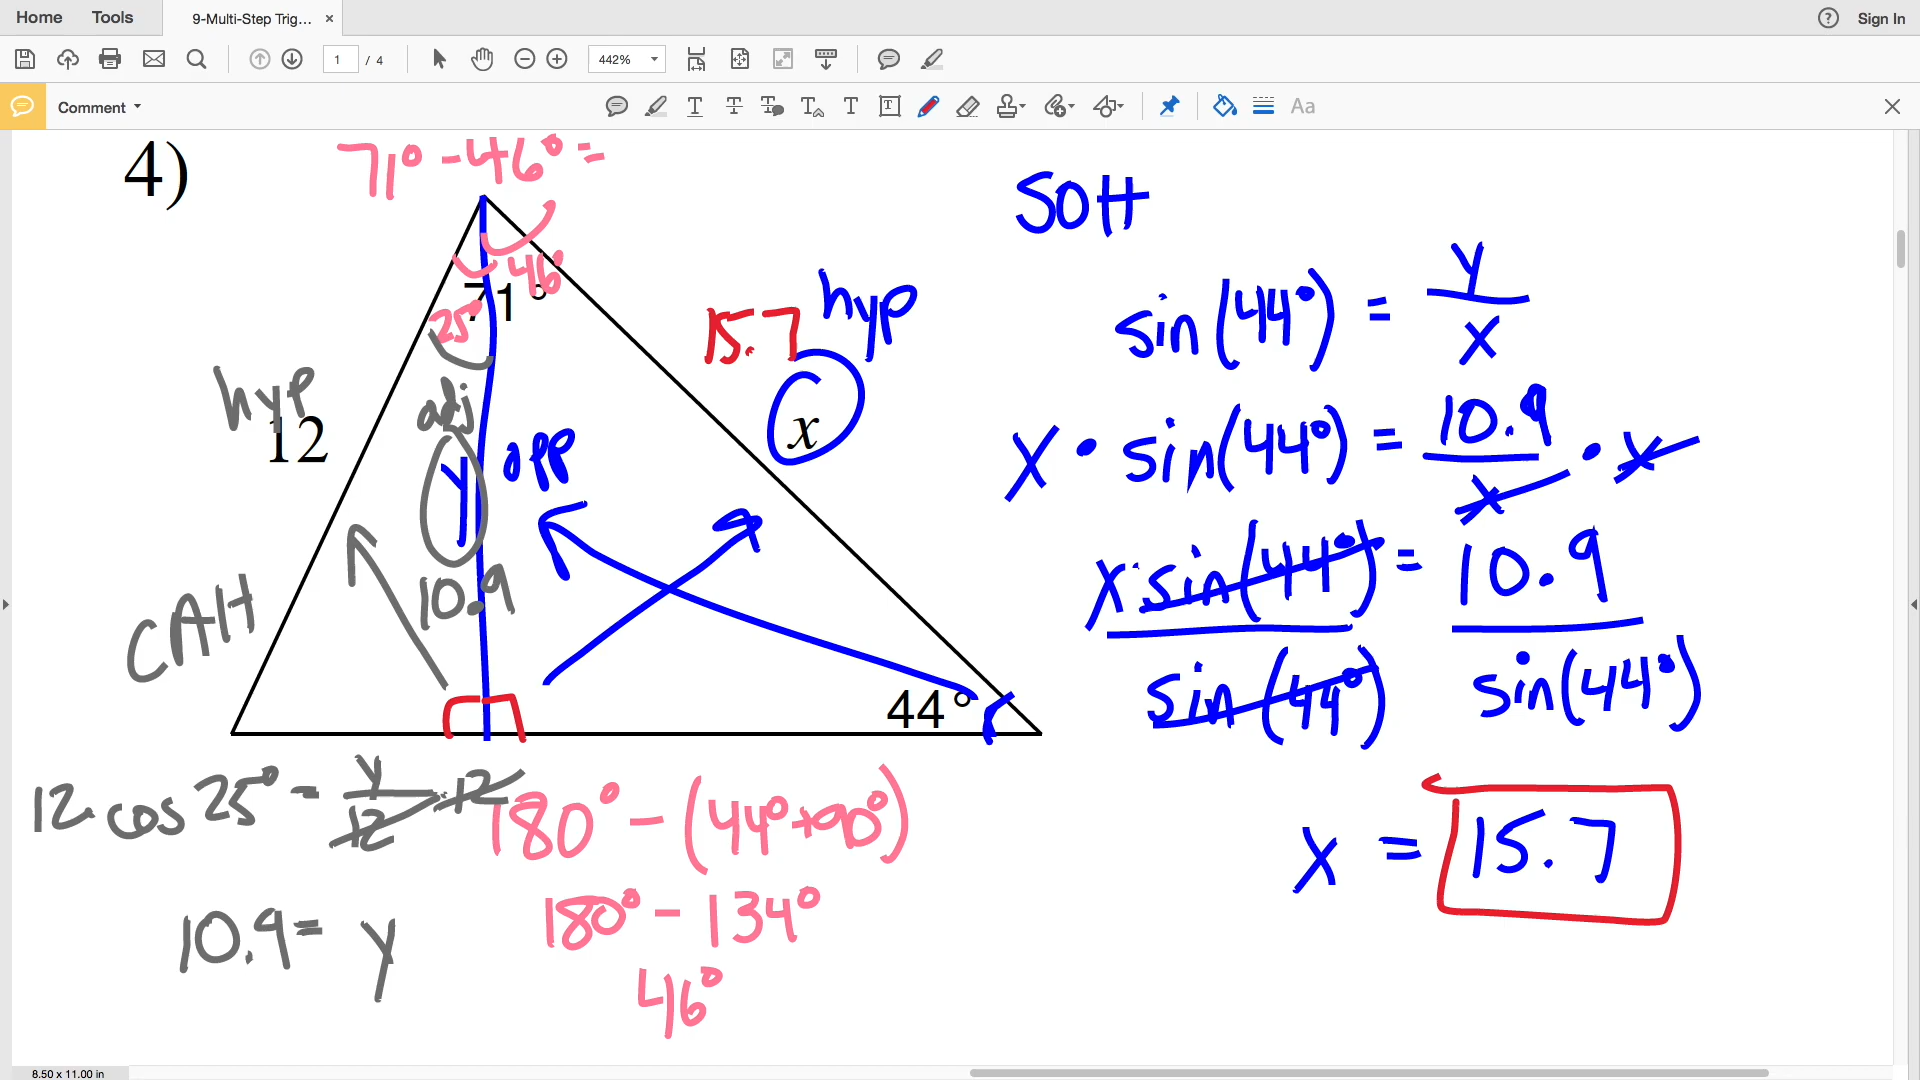 Home Tools 9-Multi-Step Trig... × ? Sign In
1 / 4 442%
Comment Aa
4)
71° - 46° =
46°
71°
25°
hyp
12
adj
y opp
10.9
CAH
15.7 hyp
x
44°
12 · cos 25° = y/12 · 12
10.9 = y
180° - (44° + 90°)
180° - 134°
46°
SOH
sin(44°) = y/x
x · sin(44°) = 10.9/x · x
x · sin(44°)/sin(44°) = 10.9/sin(44°)
x = 15.7
8.50 x 11.00 in